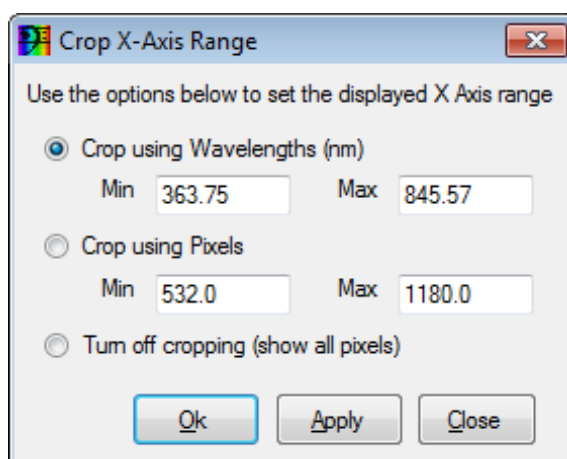 Crop X-Axis Range
Use the options below to set the displayed X Axis range
Crop using Wavelengths (nm)
Min 363.75 Max 845.57
Crop using Pixels
Min 532.0 Max 1180.0
Turn off cropping (show all pixels)
Ok Apply Close